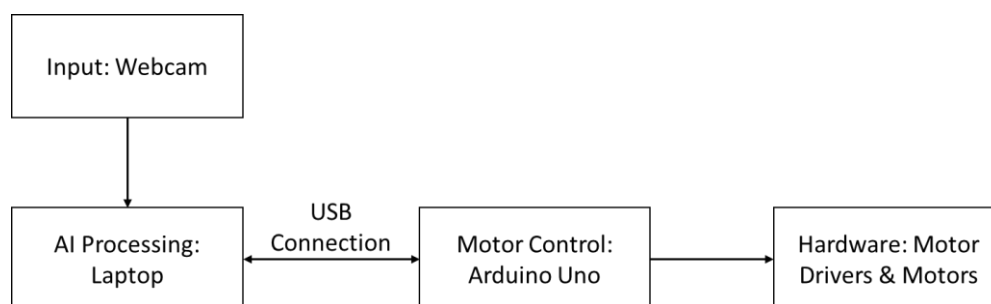 Input: Webcam
AI Processing:
Laptop
USB
Connection
Motor Control:
Arduino Uno
Hardware: Motor
Drivers & Motors